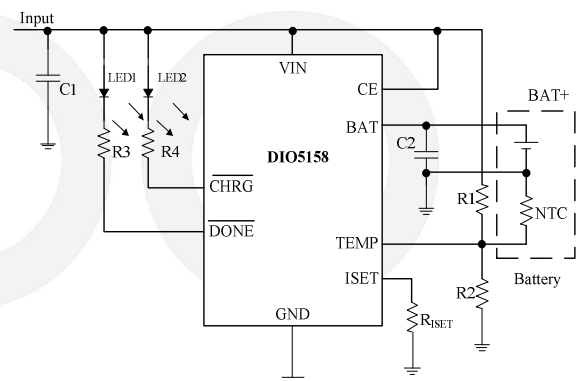 Input
VIN
CE
BAT+
LED1
LED2
C1
BAT
R3
R4
DIO5158
C2
CHRG
R1
NTC
DONE
TEMP
ISET
Battery
R2
GND
RISET